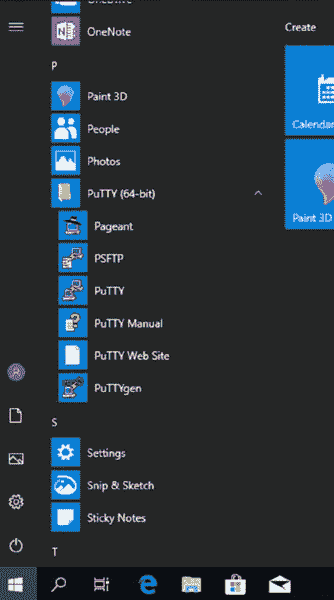 OneDrive
OneNote
Create
P
Paint 3D
People
Calendar
Photos
PuTTY (64-bit)
Paint 3D
Pageant
PSFTP
PuTTY
PuTTY Manual
PuTTY Web Site
PuTTYgen
S
Settings
Snip & Sketch
Sticky Notes
T